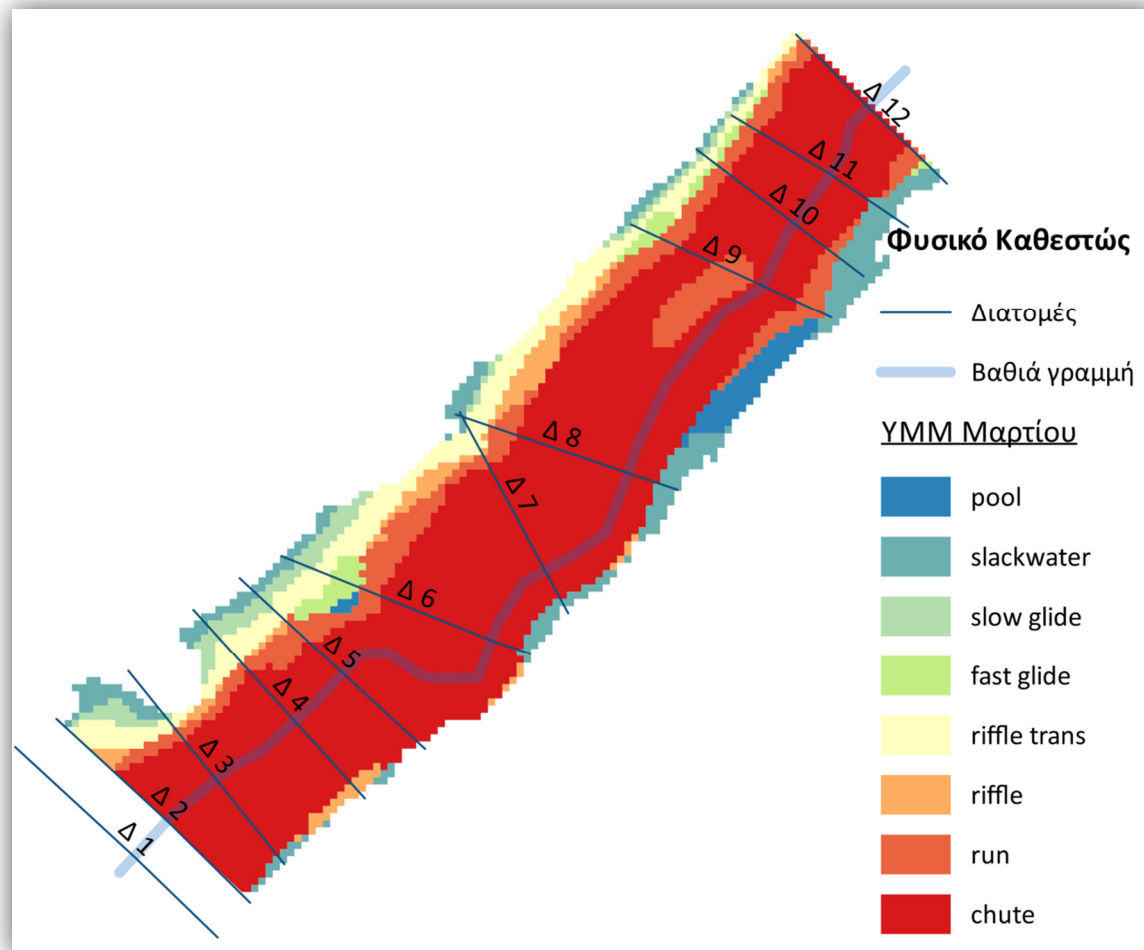 Δ 12
Δ 11
Δ 10
Δ 9
Δ 8
Δ 7
Δ 6
Δ 5
Δ 4
Δ 3
Δ 2
Δ 1
Φυσικό Καθεστώς
Διατομές
Βαθιά γραμμή
ΥΜΜ Μαρτίου
pool
slackwater
slow glide
fast glide
riffle trans
riffle
run
chute